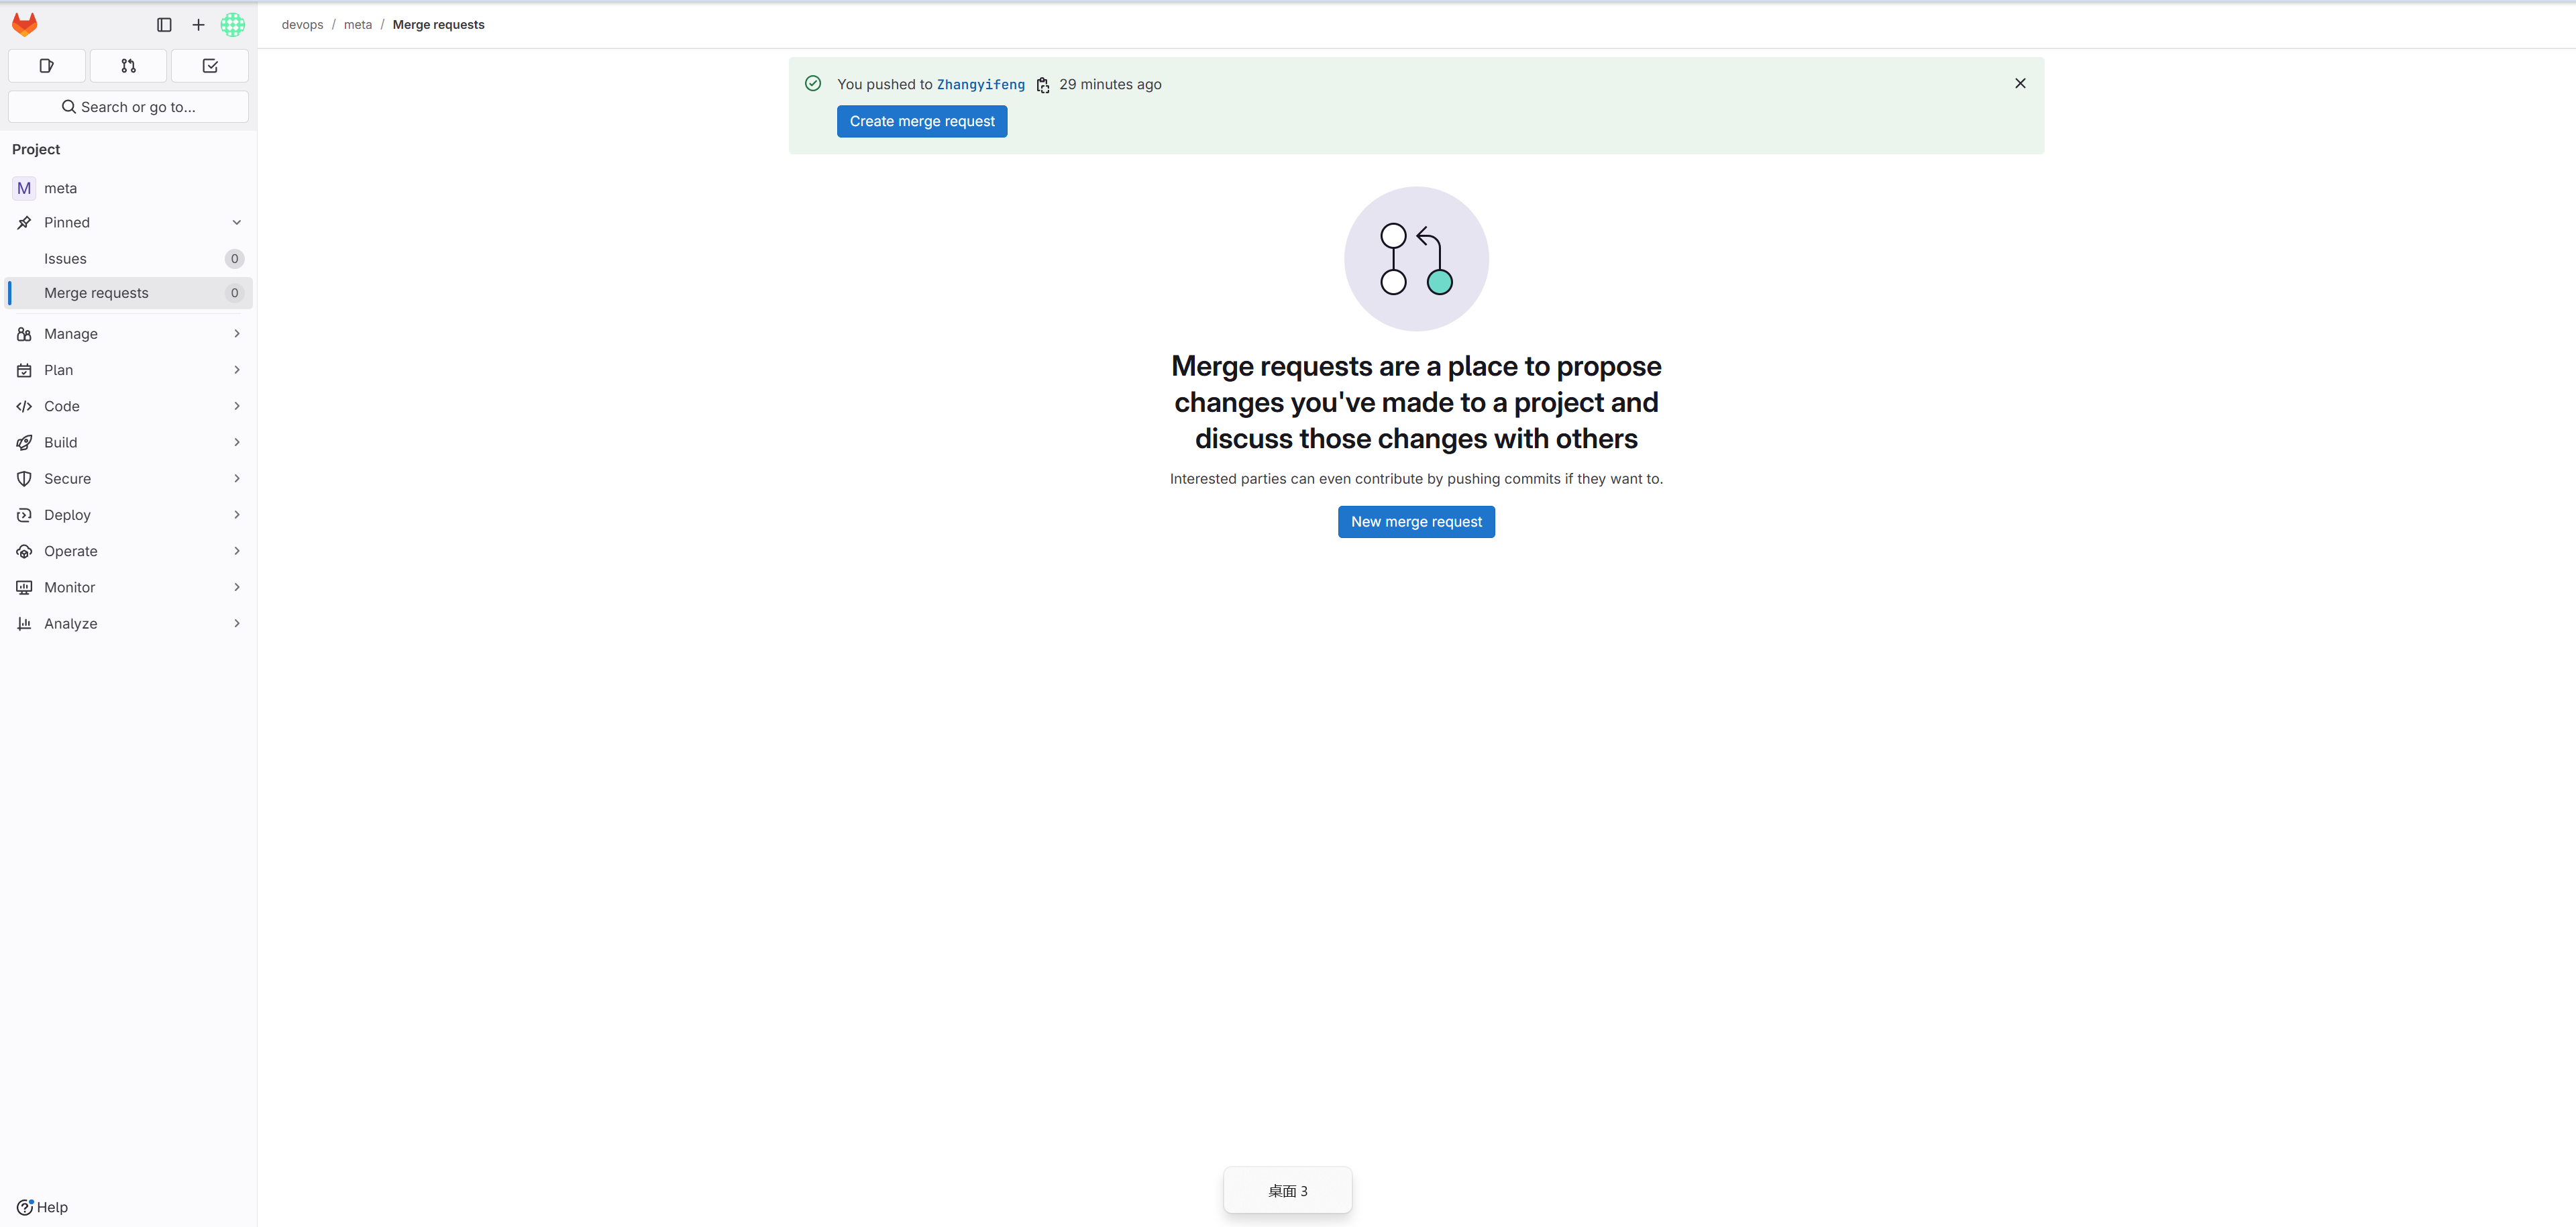 devops / meta / Merge requests
Search or go to...
Project
M meta
Pinned
Issues 0
Merge requests 0
Manage
Plan
Code
Build
Secure
Deploy
Operate
Monitor
Analyze
Help
You pushed to Zhangyifeng 29 minutes ago
Create merge request
Merge requests are a place to propose
changes you've made to a project and
discuss those changes with others
Interested parties can even contribute by pushing commits if they want to.
New merge request
桌面 3